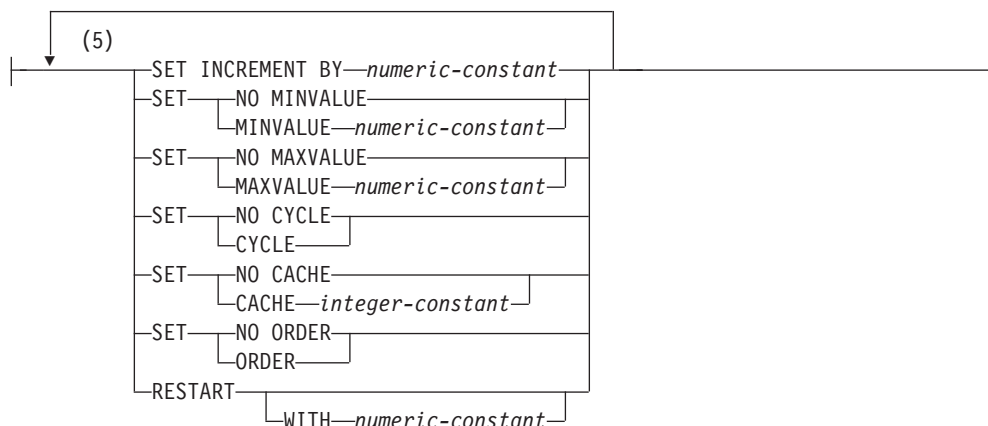 (5)
SET INCREMENT BY numeric-constant
SET NO MINVALUE
MINVALUE numeric-constant
SET NO MAXVALUE
MAXVALUE numeric-constant
SET NO CYCLE
CYCLE
SET NO CACHE
CACHE integer-constant
SET NO ORDER
ORDER
RESTART
WITH numeric-constant